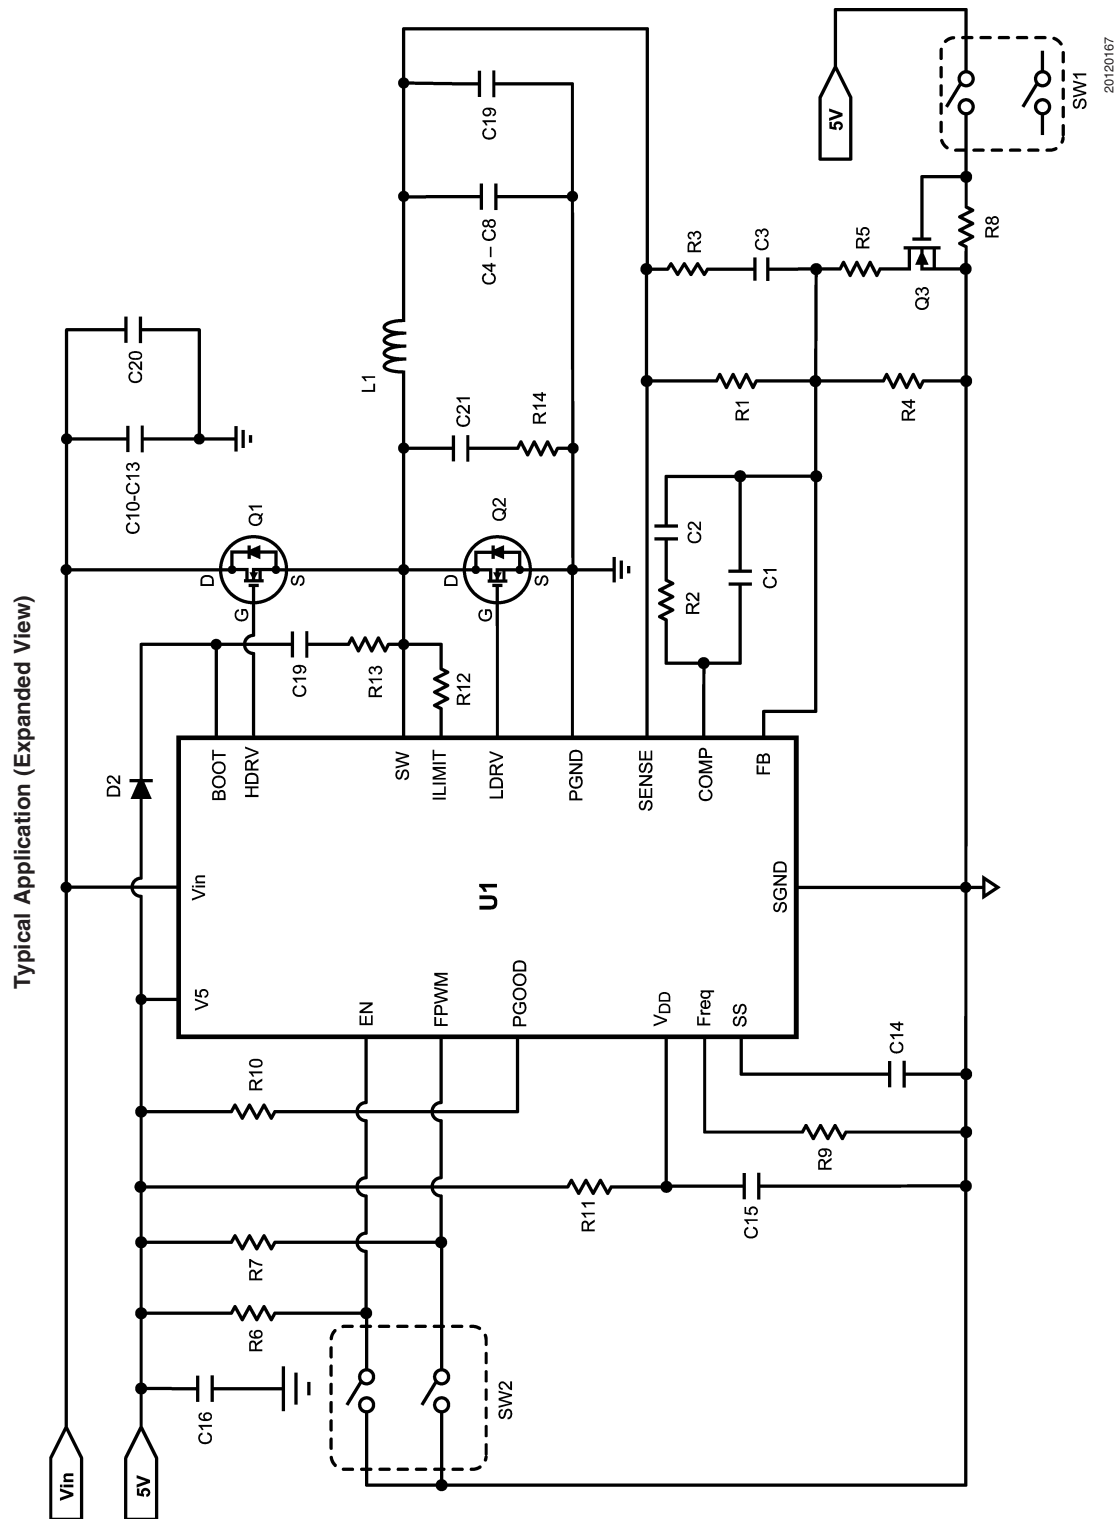 Typical Application (Expanded View)
Vin
5V
C16
R6
R7
R10
D2
C10-C13
C20
Q1
D
G
S
C19
R13
R12
Q2
D
G
S
C21
R14
L1
C4 – C8
C19
V5
Vin
BOOT
HDRV
SW
ILIMIT
LDRV
PGND
SENSE
COMP
FB
U1
EN
FPWM
PGOOD
VDD
Freq
SS
SGND
SW2
R11
C15
R9
C14
R2
C2
C1
R1
R4
R3
C3
R5
Q3
R8
5V
SW1
20120167